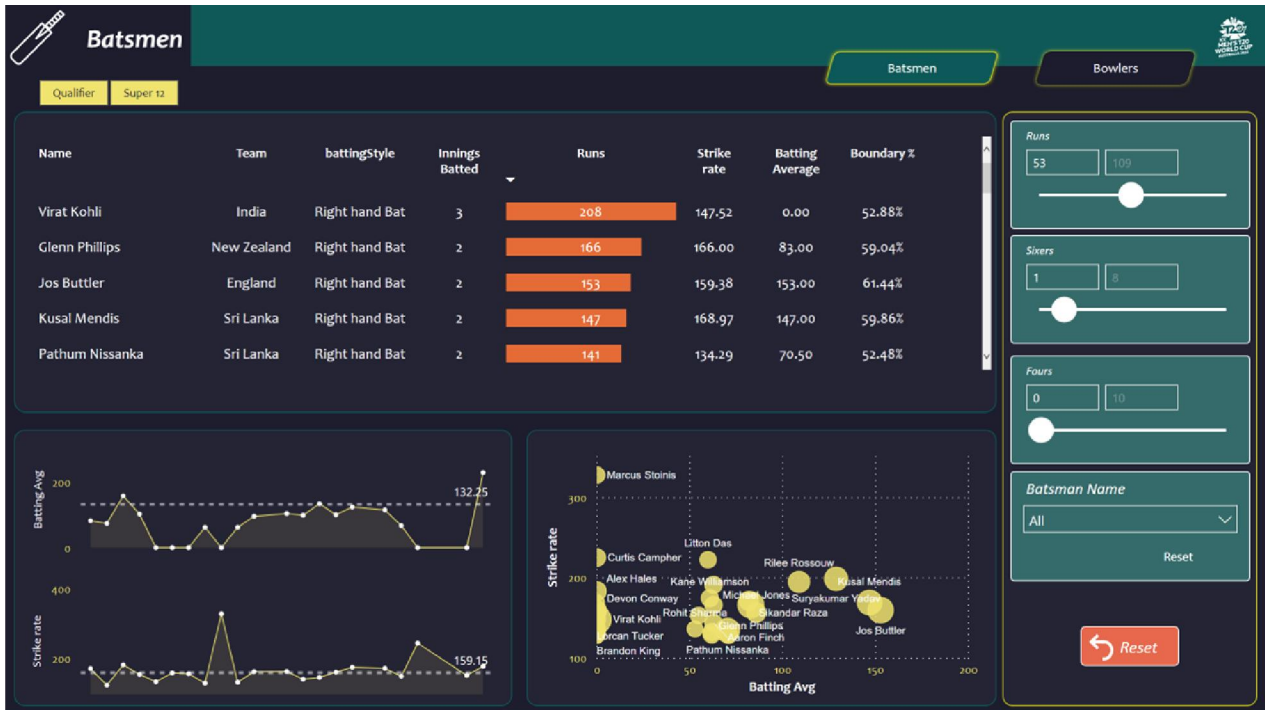 Batsmen
MEN'S T20
WORLD CUP
Batsmen
Bowlers
Qualifier
Super 12
Name Team battingStyle Innings Batted Runs Strike rate Batting Average Boundary %
Virat Kohli India Right hand Bat 3 208 147.52 0.00 52.88%
Glenn Phillips New Zealand Right hand Bat 2 166 166.00 83.00 59.04%
Jos Buttler England Right hand Bat 2 153 159.38 153.00 61.44%
Kusal Mendis Sri Lanka Right hand Bat 2 147 168.97 147.00 59.86%
Pathum Nissanka Sri Lanka Right hand Bat 2 141 134.29 70.50 52.48%
Runs
53 109
Sixers
1 8
Fours
0 10
Batsman Name
All
Reset
Reset
Batting Avg
200
132.25
0
Strike rate
400
200
159.15
Strike rate
300
200
100
Marcus Stoinis
Litton Das
Curtis Campher
Rilee Rossouw
Alex Hales
Kane Williamson
Kusal Mendis
Devon Conway
Michael Jones
Suryakumar Yadav
Virat Kohli
Rohit Sharma
Sikandar Raza
Glenn Phillips
Jos Buttler
Lorcan Tucker
Aaron Finch
Brandon King
Pathum Nissanka
0 50 100 150 200
Batting Avg